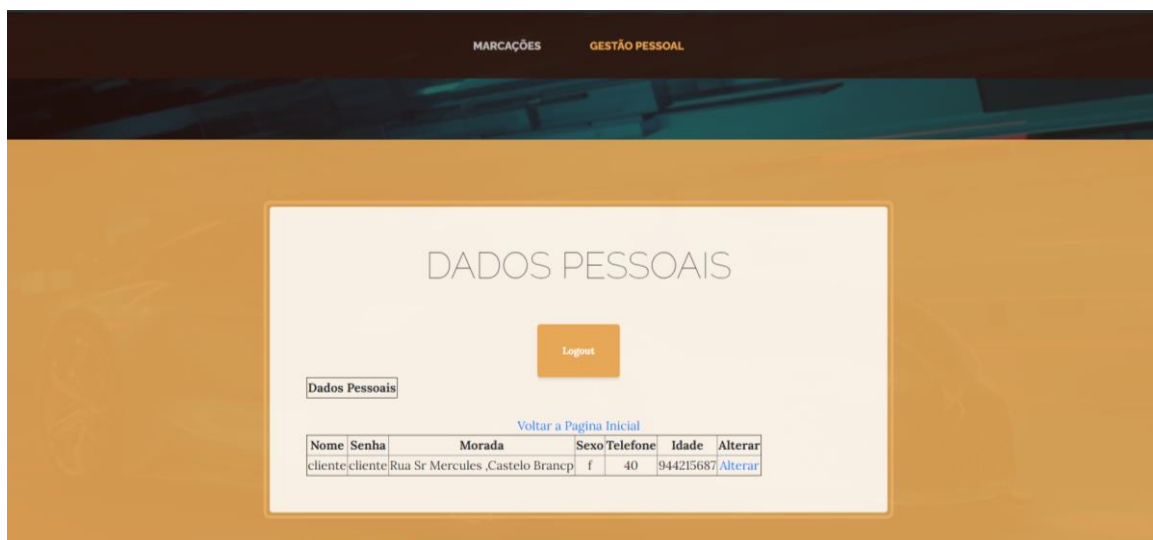 MARCAÇÕES GESTÃO PESSOAL
DADOS PESSOAIS
Logout
Dados Pessoais
Voltar a Pagina Inicial
Nome Senha Morada Sexo Telefone Idade Alterar
cliente cliente Rua Sr Mercules ,Castelo Brancp f 40 944215687 Alterar